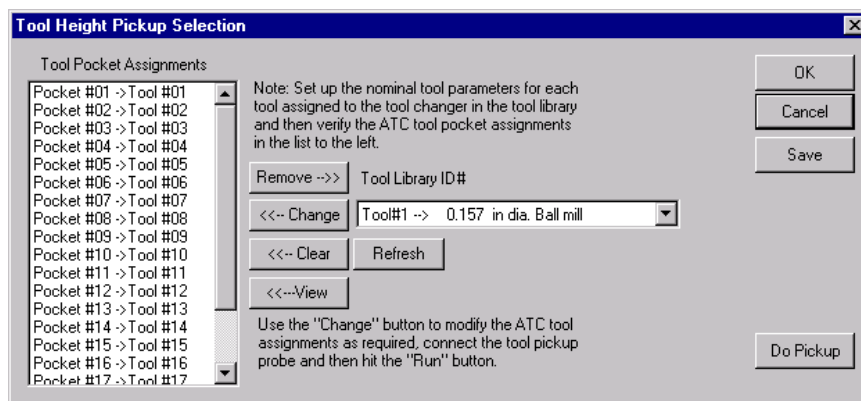 Tool Height Pickup Selection
Tool Pocket Assignments
Pocket #01 ->Tool #01
Pocket #02 ->Tool #02
Pocket #03 ->Tool #03
Pocket #04 ->Tool #04
Pocket #05 ->Tool #05
Pocket #06 ->Tool #06
Pocket #07 ->Tool #07
Pocket #08 ->Tool #08
Pocket #09 ->Tool #09
Pocket #10 ->Tool #10
Pocket #11 ->Tool #11
Pocket #12 ->Tool #12
Pocket #13 ->Tool #13
Pocket #14 ->Tool #14
Pocket #15 ->Tool #15
Pocket #16 ->Tool #16
Pocket #17 ->Tool #17
Note: Set up the nominal tool parameters for each
tool assigned to the tool changer in the tool library
and then verify the ATC tool pocket assignments
in the list to the left.
Remove -->> Tool Library ID#
<<-- Change Tool#1 --> 0.157 in dia. Ball mill
<<-- Clear Refresh
<<---View
Use the "Change" button to modify the ATC tool
assignments as required, connect the tool pickup
probe and then hit the "Run" button.
OK
Cancel
Save
Do Pickup